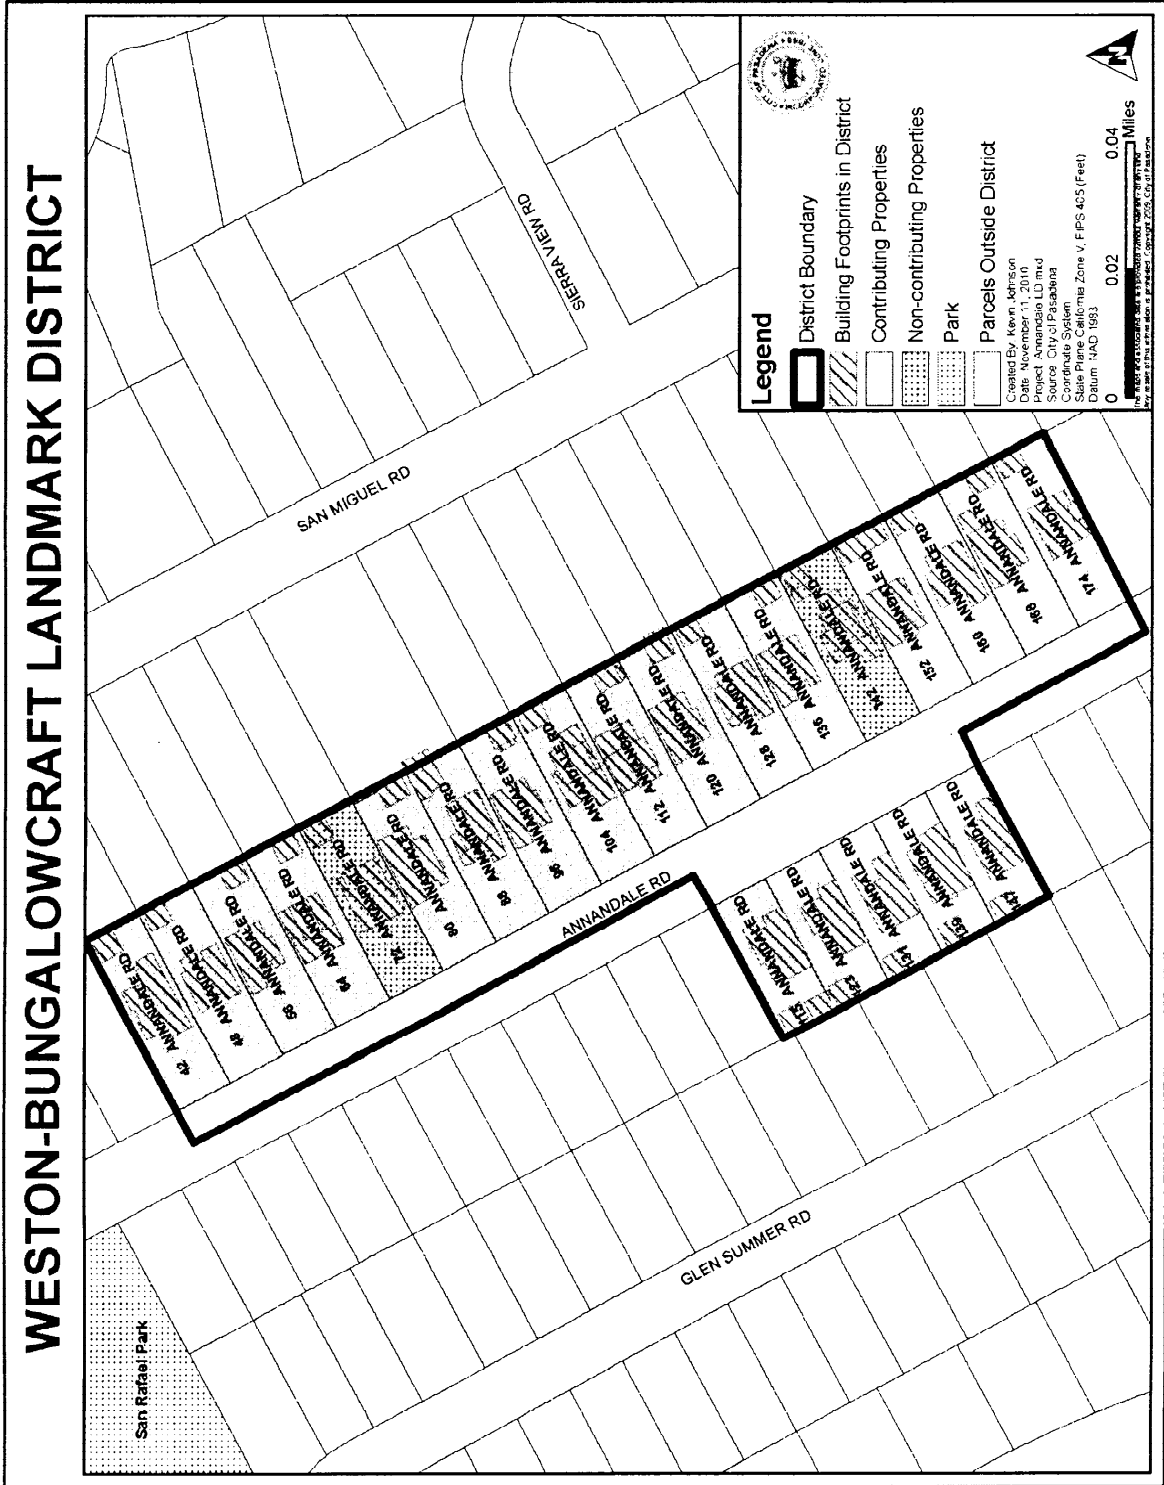 WESTON-BUNGALOWCRAFT LANDMARK DISTRICT
San Rafael Park
SIERRA VIEW RD
SAN MIGUEL RD
ANNANDALE RD
GLEN SUMMER RD
42 ANNANDALE RD
48 ANNANDALE RD
58 ANNANDALE RD
64 ANNANDALE RD
72 ANNANDALE RD
80 ANNANDALE RD
88 ANNANDALE RD
96 ANNANDALE RD
104 ANNANDALE RD
112 ANNANDALE RD
120 ANNANDALE RD
128 ANNANDALE RD
136 ANNANDALE RD
142 ANNANDALE RD
152 ANNANDALE RD
160 ANNANDALE RD
168 ANNANDALE RD
174 ANNANDALE RD
115 ANNANDALE RD
123 ANNANDALE RD
131 ANNANDALE RD
139 ANNANDALE RD
147 ANNANDALE RD
Legend
District Boundary
Building Footprints in District
Contributing Properties
Non-contributing Properties
Park
Parcels Outside District
Created By: Kevin Johnson
Date: November 11, 2010
Project: Annandale LD.mxd
Source: City of Pasadena
Coordinate System:
State Plane California Zone V, FIPS 405 (Feet)
Datum: NAD 1983
0 0.02 0.04
Miles
N